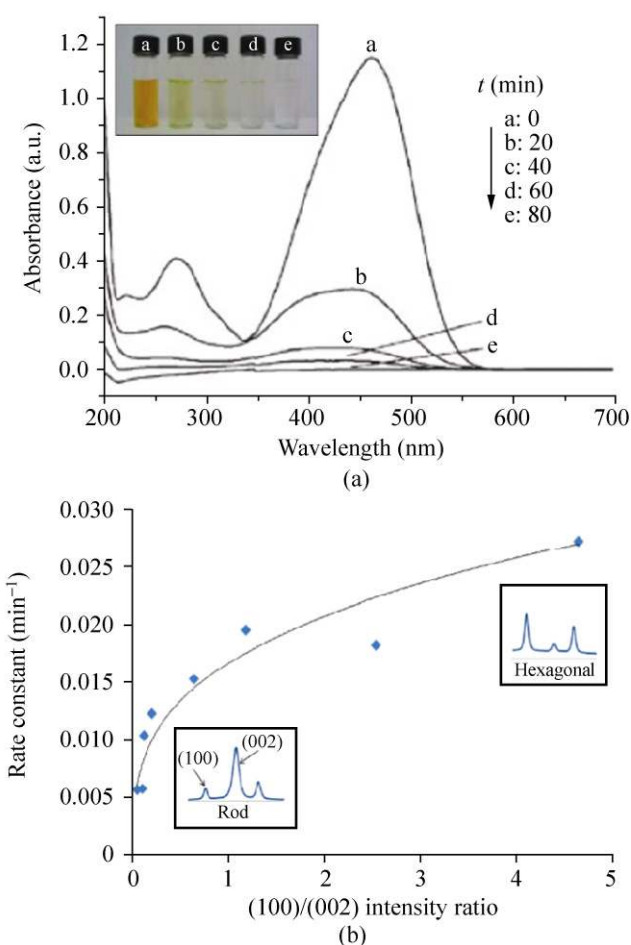 1.2
1.0
0.8
0.6
0.4
0.2
0.0
Absorbance (a.u.)
a b c d e
a
b
c
d
e
t (min)
a: 0
b: 20
c: 40
d: 60
e: 80
200 300 400 500 600 700
Wavelength (nm)
(a)
0.030
0.025
0.020
0.015
0.010
0.005
0
Rate constant (min⁻¹)
(100)
(002)
Rod
Hexagonal
0 1 2 3 4 5
(100)/(002) intensity ratio
(b)